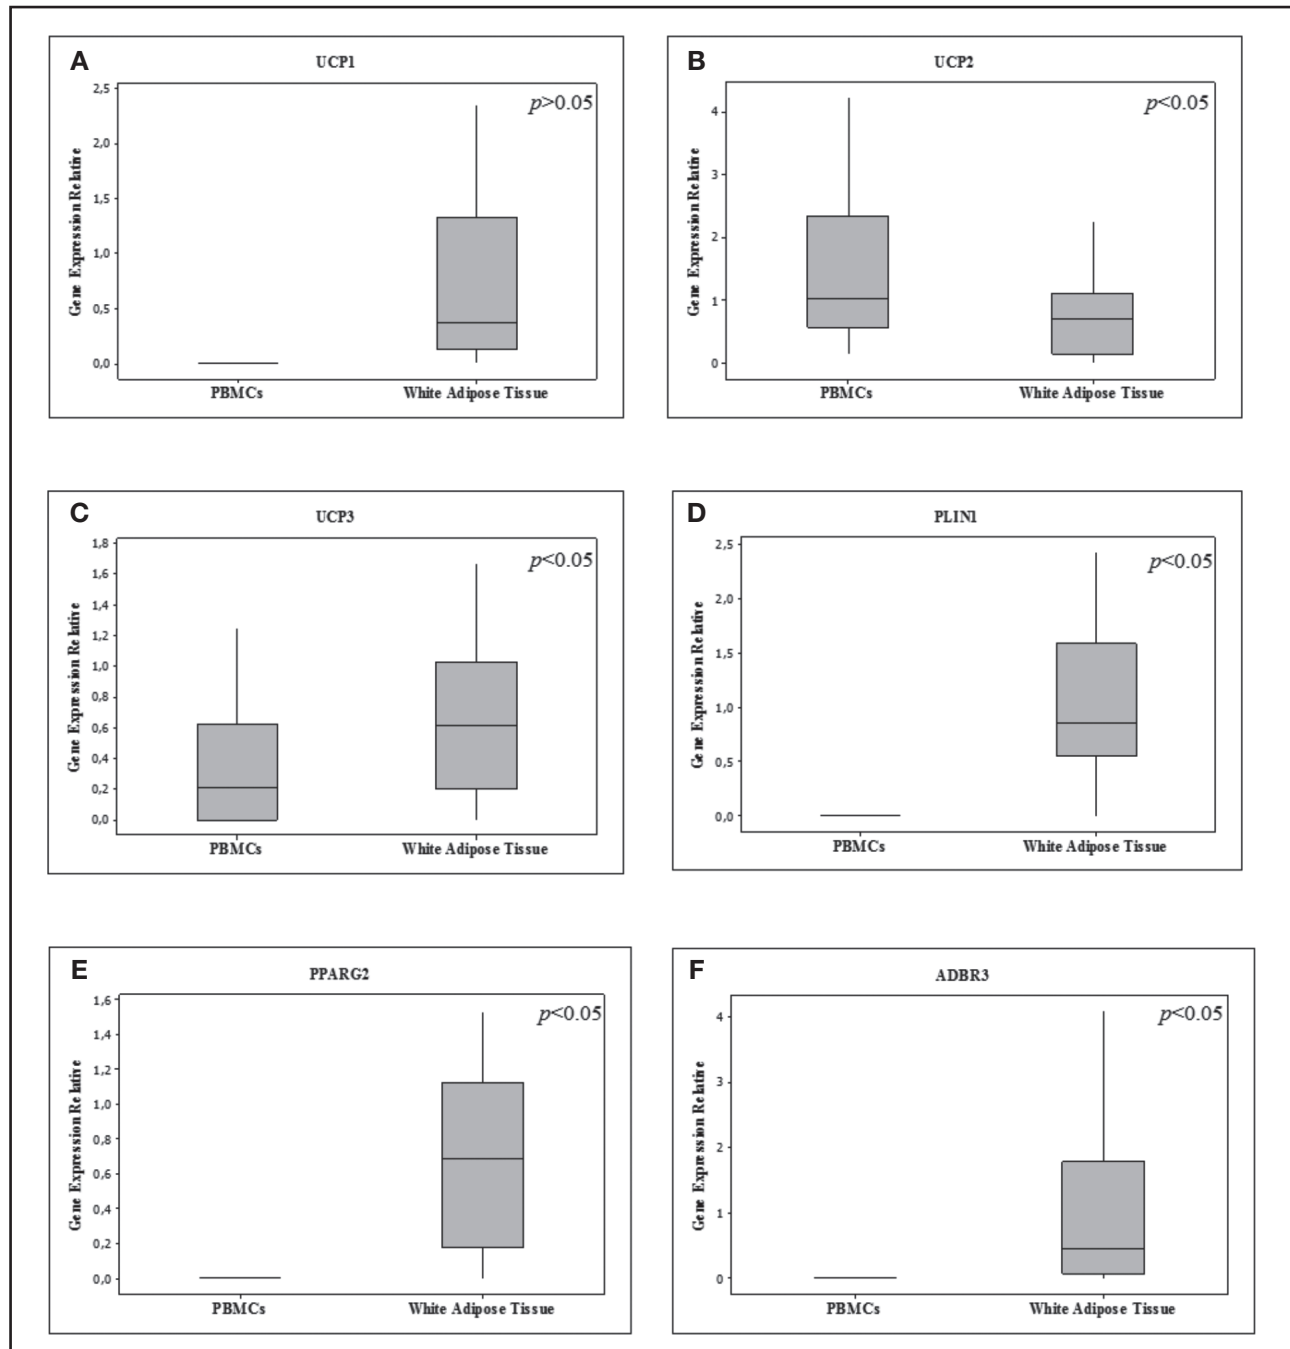 A
UCP1
p>0.05
Gene Expression Relative
2,5
2,0
1,5
1,0
0,5
0,0
PBMCs White Adipose Tissue
B
UCP2
p<0.05
Gene Expression Relative
4
3
2
1
0
PBMCs White Adipose Tissue
C
UCP3
p<0.05
Gene Expression Relative
1,8
1,6
1,4
1,2
1,0
0,8
0,6
0,4
0,2
0,0
PBMCs White Adipose Tissue
D
PLIN1
p<0.05
Gene Expression Relative
2,5
2,0
1,5
1,0
0,5
0,0
PBMCs White Adipose Tissue
E
PPARG2
p<0.05
Gene Expression Relative
1,6
1,4
1,2
1,0
0,8
0,6
0,4
0,2
0,0
PBMCs White Adipose Tissue
F
ADBR3
p<0.05
Gene Expression Relative
4
3
2
1
0
PBMCs White Adipose Tissue